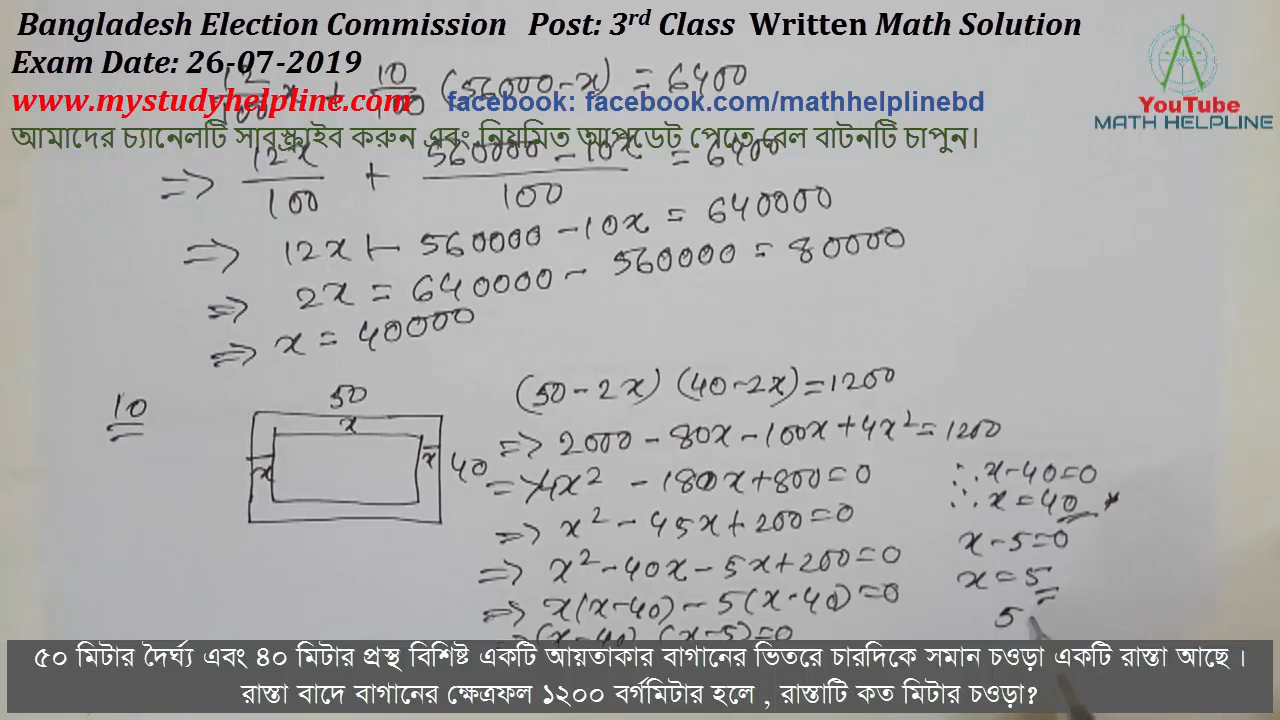 Bangladesh Election Commission Post: 3rd Class Written Math Solution
Exam Date: 26-07-2019
12/100 x + 10/100 (56000-x) = 6400
www.mystudyhelpline.com facebook: facebook.com/mathhelplinebd
YouTube
MATH HELPLINE
আমাদের চ্যানেলটি সাবস্ক্রাইব করুন এবং নিয়মিত আপডেট পেতে বেল বাটনটি চাপুন।
=> 12x/100 + 560000-10x/100 = 6400
=> 12x + 560000 - 10x = 640000
=> 2x = 640000 - 560000 = 80000
=> x = 40000
10
50
x
x
x
40
(50-2x) (40-2x) = 1200
=> 2000 - 80x - 100x + 4x² = 1200
= 4x² - 180x + 800 = 0
=> x² - 45x + 200 = 0
=> x² - 40x - 5x + 200 = 0
=> x(x-40) - 5(x-40) = 0
=> (x-40) (x-5) = 0
∴ x-40=0
∴ x=40
x-5=0
x=5
5
৫০ মিটার দৈর্ঘ্য এবং ৪০ মিটার প্রস্থ বিশিষ্ট একটি আয়তাকার বাগানের ভিতরে চারদিকে সমান চওড়া একটি রাস্তা আছে।
রাস্তা বাদে বাগানের ক্ষেত্রফল ১২০০ বর্গমিটার হলে , রাস্তাটি কত মিটার চওড়া?